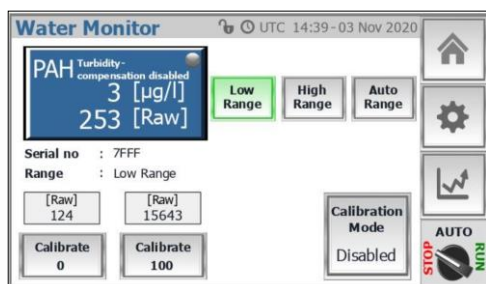 Water Monitor
UTC 14:39-03 Nov 2020
PAH Turbidity-compensation disabled
3 [µg/l]
253 [Raw]
Low Range
High Range
Auto Range
Serial no : 7FFF
Range : Low Range
[Raw]
124
[Raw]
15643
Calibrate
0
Calibrate
100
Calibration
Mode
Disabled
AUTO
STOP
RUN